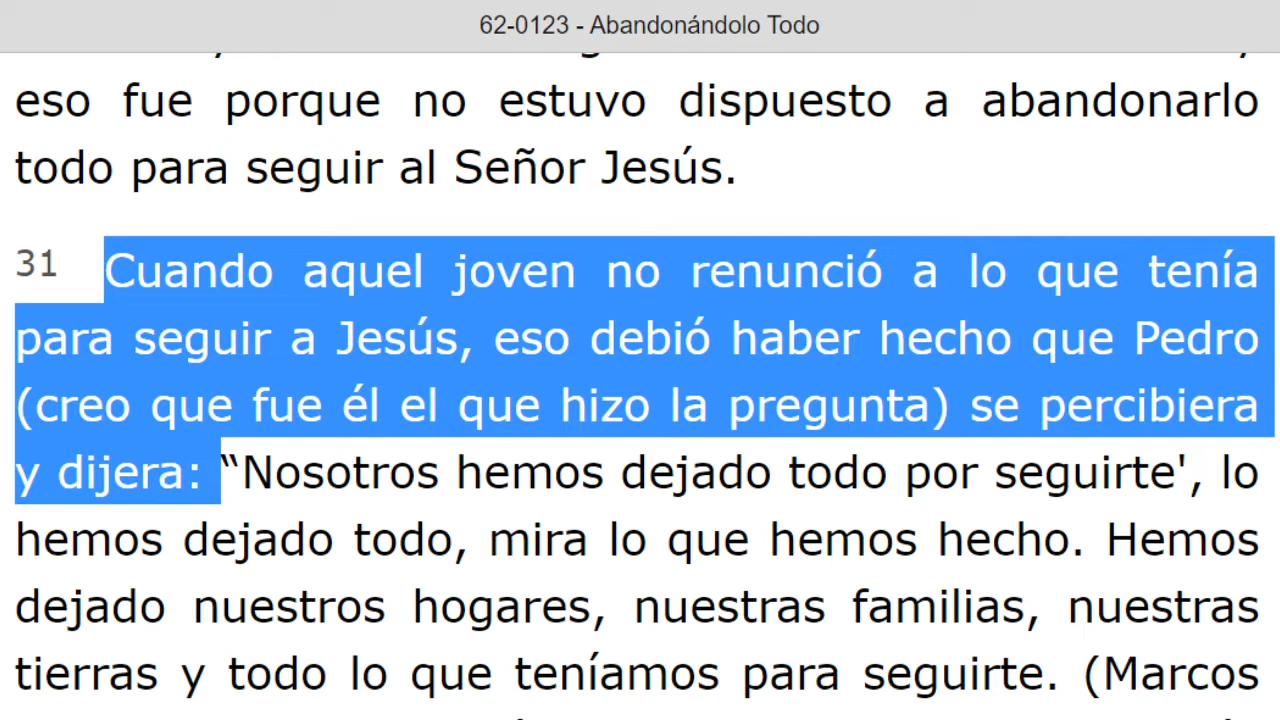 62-0123 - Abandonándolo Todo
eso fue porque no estuvo dispuesto a abandonarlo
todo para seguir al Señor Jesús.
31 Cuando aquel joven no renunció a lo que tenía
para seguir a Jesús, eso debió haber hecho que Pedro
(creo que fue él el que hizo la pregunta) se percibiera
y dijera: “Nosotros hemos dejado todo por seguirte', lo
hemos dejado todo, mira lo que hemos hecho. Hemos
dejado nuestros hogares, nuestras familias, nuestras
tierras y todo lo que teníamos para seguirte. (Marcos